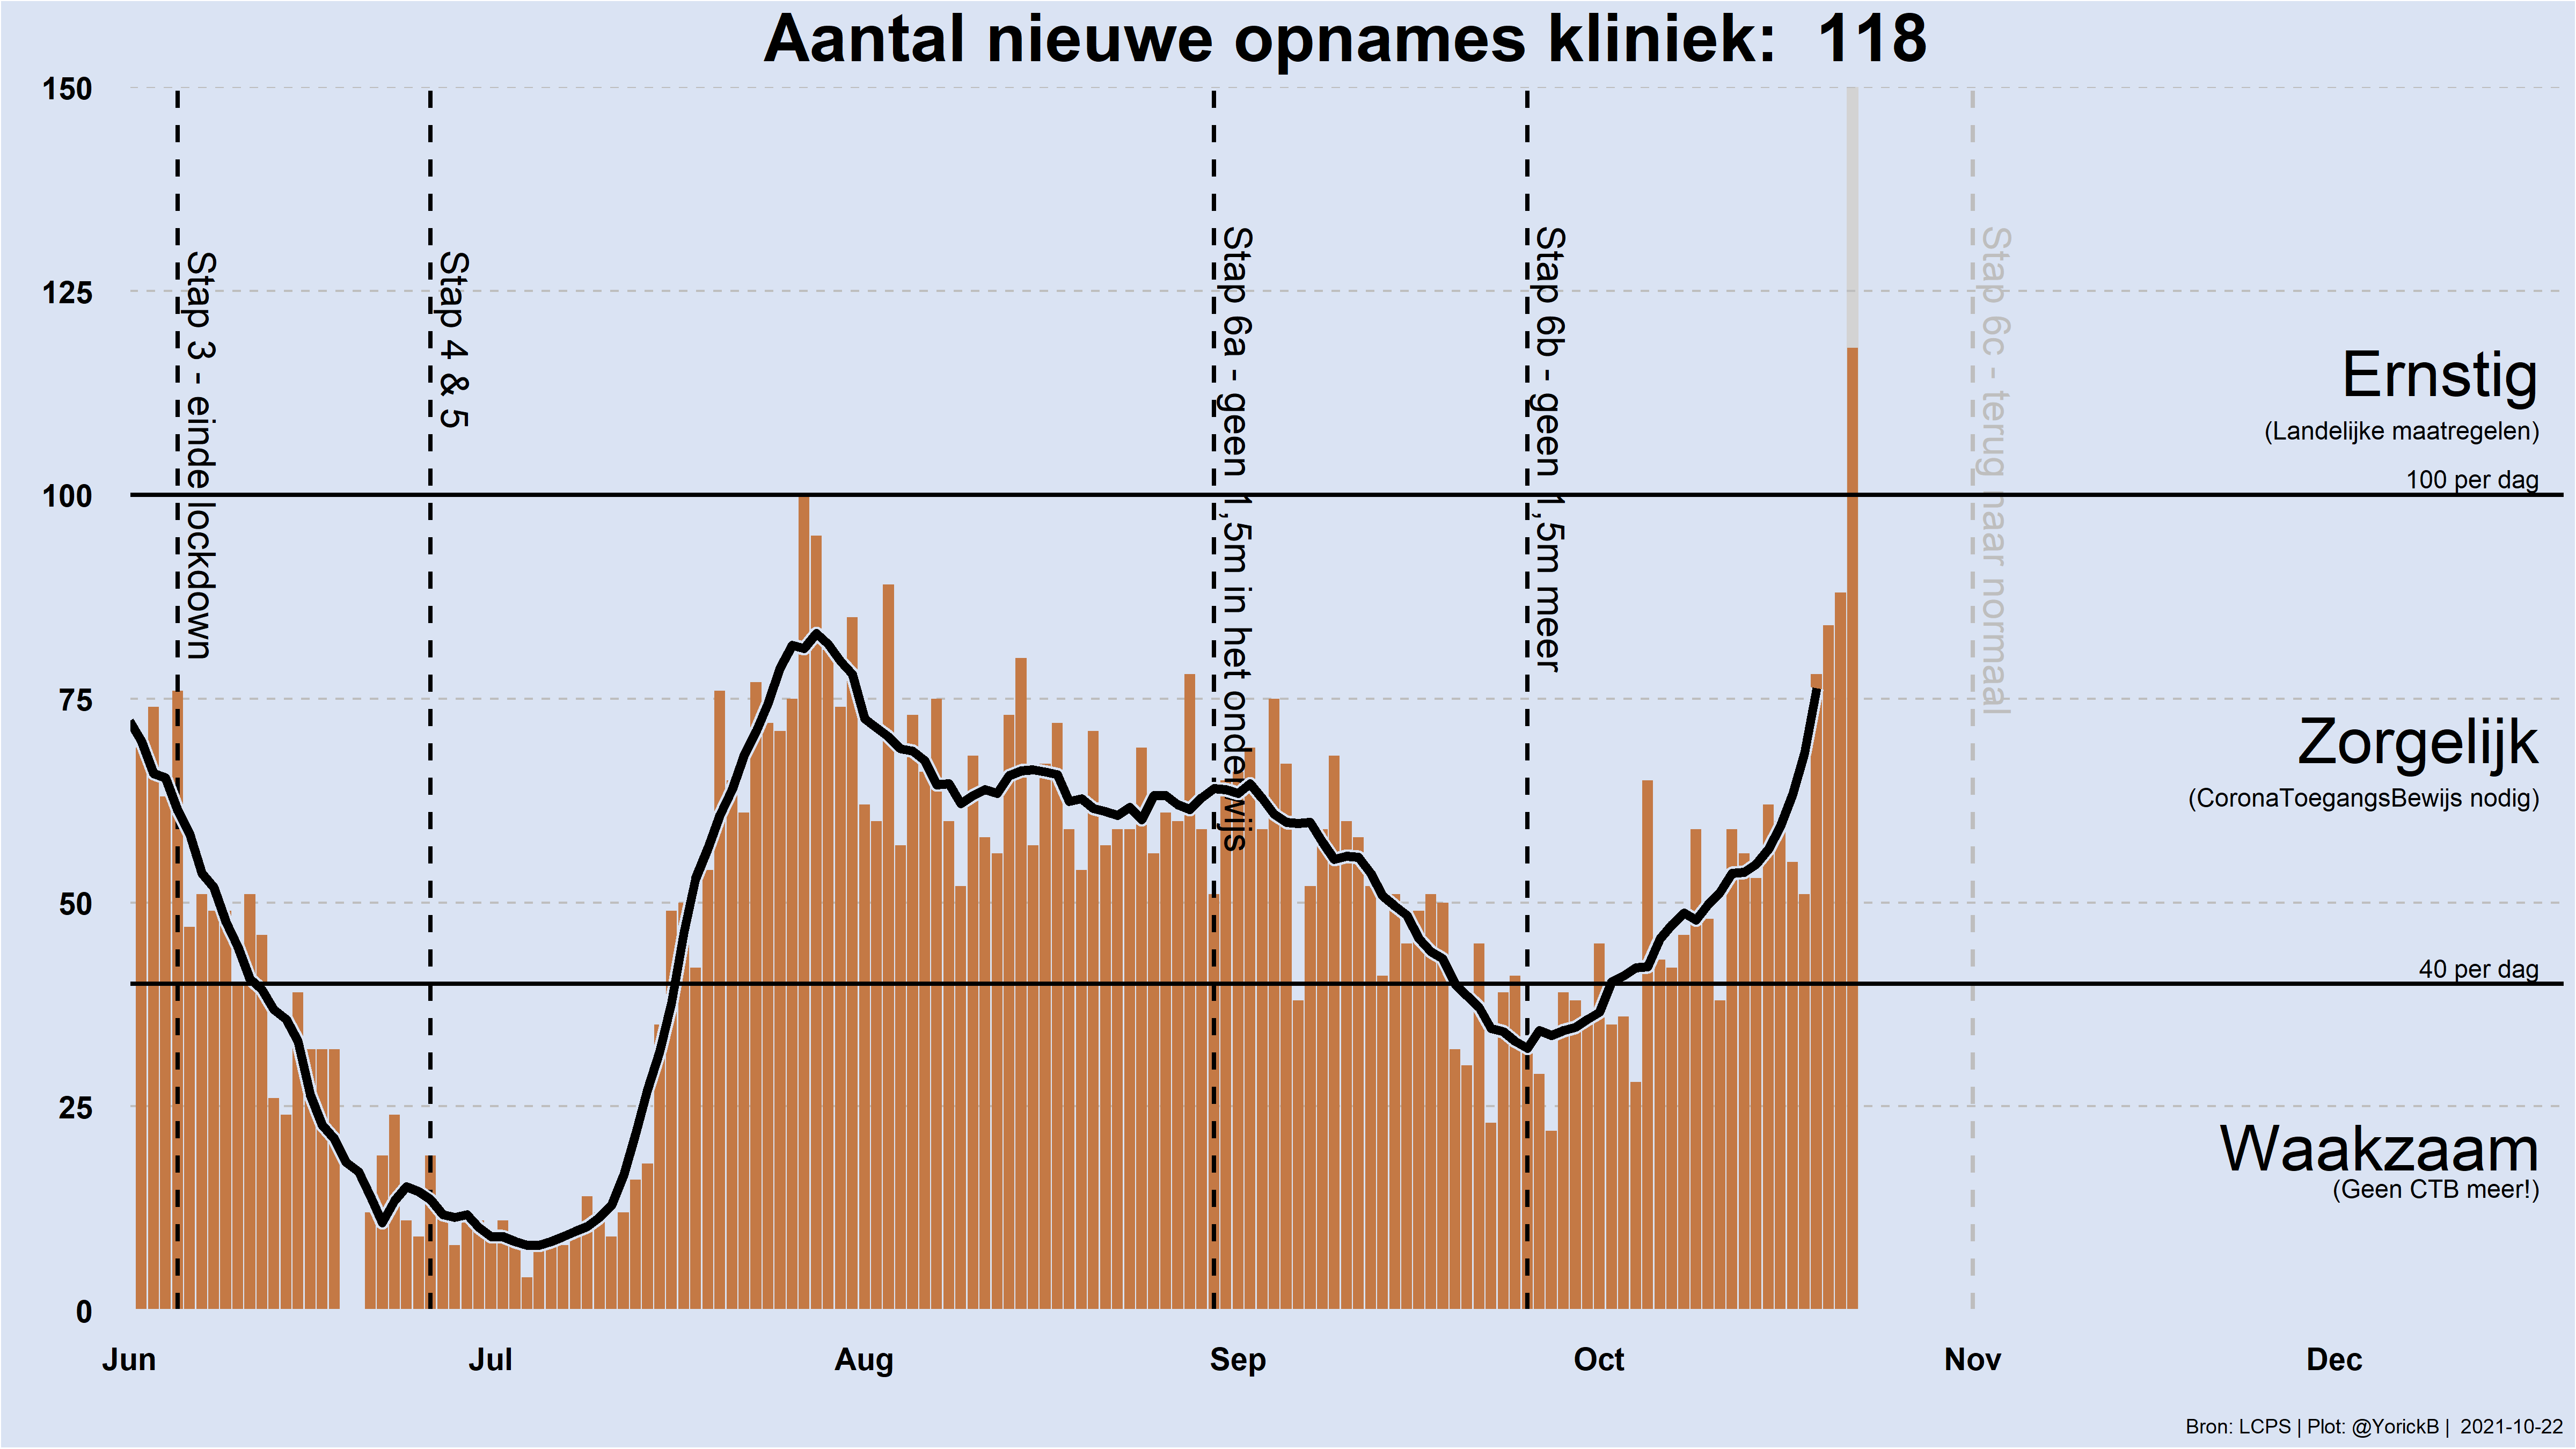 Aantal nieuwe opnames kliniek: 118
150
125
100
75
50
25
0
Stap 3 - einde lockdown
Stap 4 & 5
Stap 6a - geen 1,5m in het onderwijs
Stap 6b - geen 1,5m meer
Stap 6c - terug naar normaal
Ernstig
(Landelijke maatregelen)
100 per dag
Zorgelijk
(CoronaToegangsBewijs nodig)
40 per dag
Waakzaam
(Geen CTB meer!)
Jun
Jul
Aug
Sep
Oct
Nov
Dec
Bron: LCPS | Plot: @YorickB | 2021-10-22